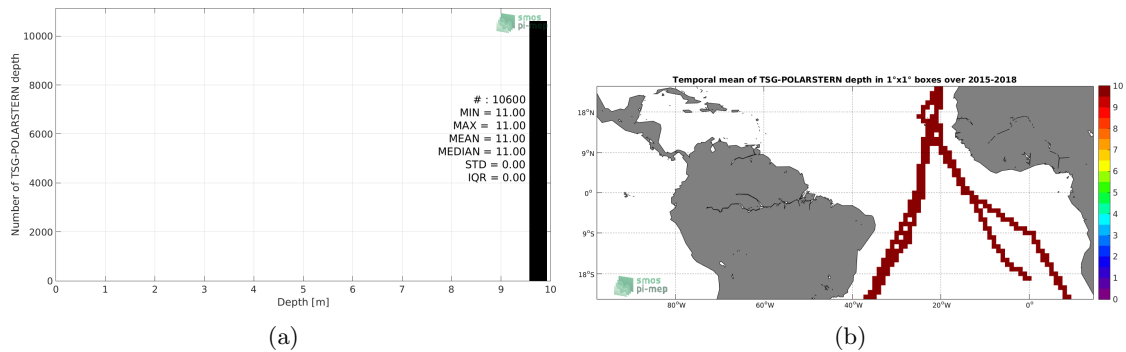 smos
pi-mep
10000
8000
6000
4000
2000
0
Number of TSG-POLARSTERN depth
# : 10600
MIN = 11.00
MAX = 11.00
MEAN = 11.00
MEDIAN = 11.00
STD = 0.00
IQR = 0.00
0 1 2 3 4 5 6 7 8 9 10
Depth [m]
(a)
Temporal mean of TSG-POLARSTERN depth in 1°x1° boxes over 2015-2018
18°N
9°N
0°
9°S
18°S
80°W 60°W 40°W 20°W 0°
smos
pi-mep
10
9
8
7
6
5
4
3
2
1
0
(b)